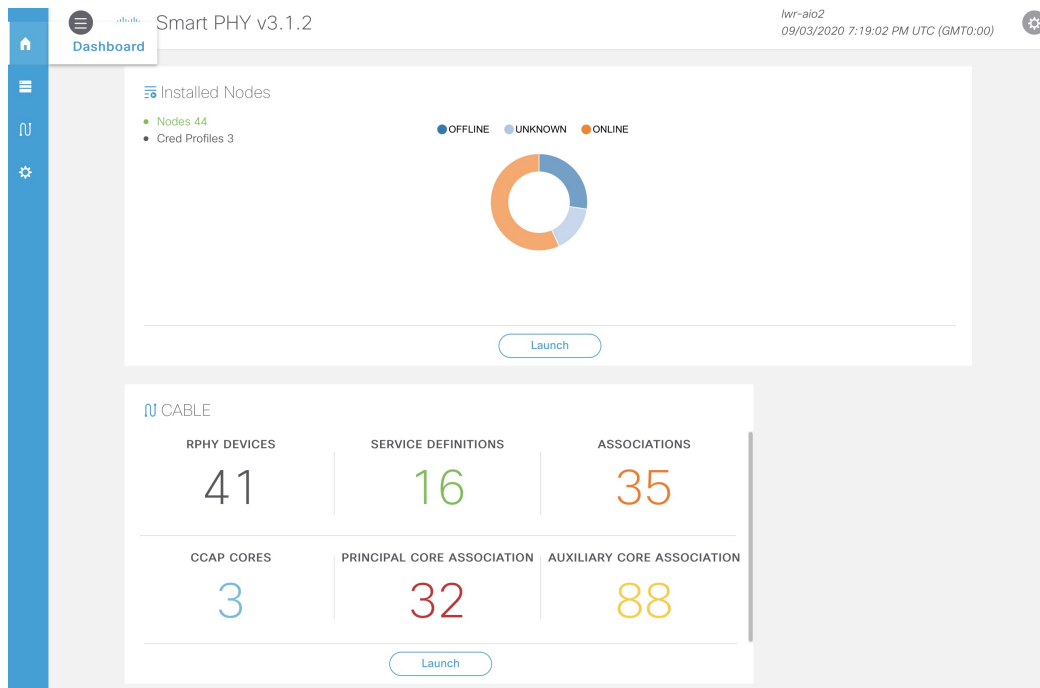 Smart PHY v3.1.2
lwr-aio2
09/03/2020 7:19:02 PM UTC (GMT0:00)
Dashboard
Installed Nodes
Nodes 44
Cred Profiles 3
OFFLINE UNKNOWN ONLINE
Launch
CABLE
RPHY DEVICES SERVICE DEFINITIONS ASSOCIATIONS
41 16 35
CCAP CORES PRINCIPAL CORE ASSOCIATION AUXILIARY CORE ASSOCIATION
3 32 88
Launch